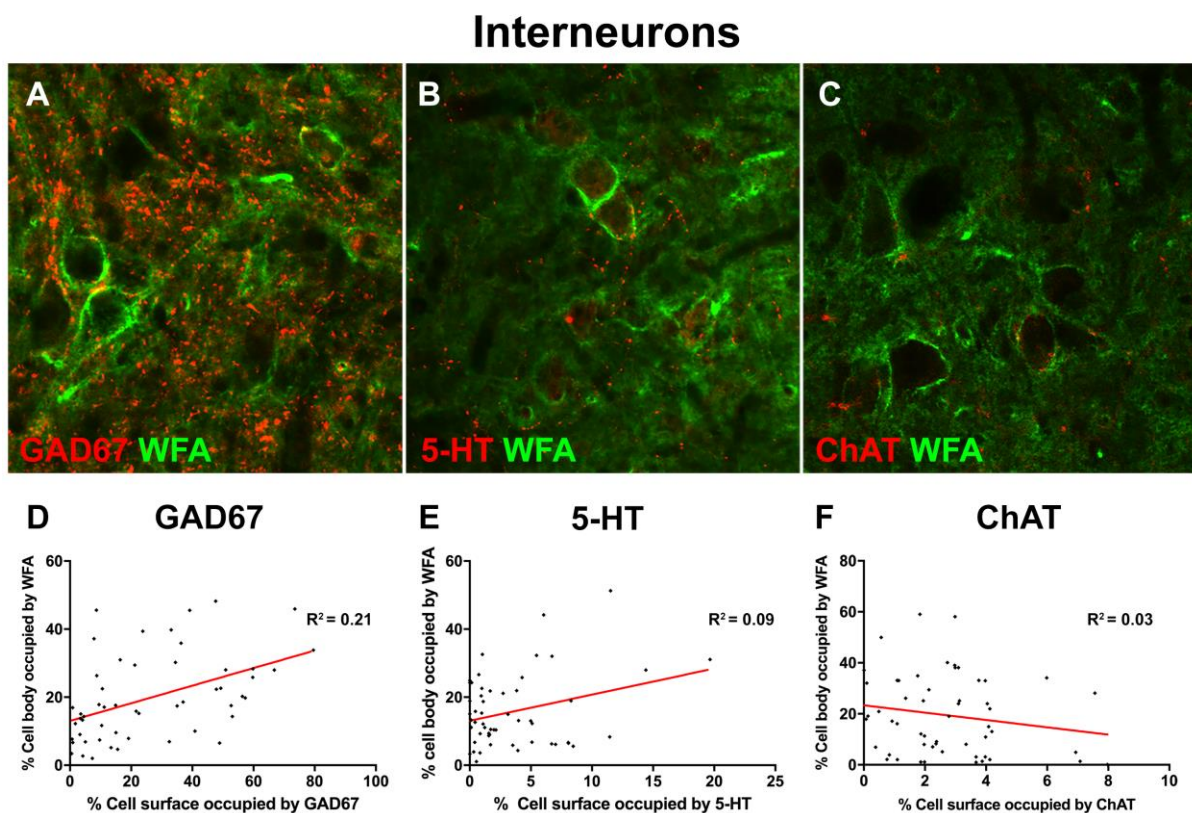 Interneurons
A
B
C
GAD67 WFA
5-HT WFA
ChAT WFA
D
GAD67
E
5-HT
F
ChAT
% Cell body occupied by WFA
60
40
20
0
R² = 0.21
0 20 40 60 80 100
% Cell surface occupied by GAD67
% Cell body occupied by WFA
60
40
20
0
R² = 0.09
0 5 10 15 20 25
% Cell surface occupied by 5-HT
% Cell body occupied by WFA
80
60
40
20
0
R² = 0.03
0 2 4 6 8 10
% Cell surface occupied by ChAT